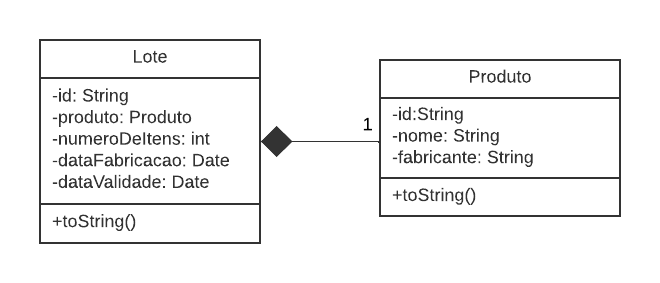 Lote
-id: String
-produto: Produto
-numeroDeItens: int
-dataFabricacao: Date
-dataValidade: Date
+toString()
1
Produto
-id:String
-nome: String
-fabricante: String
+toString()